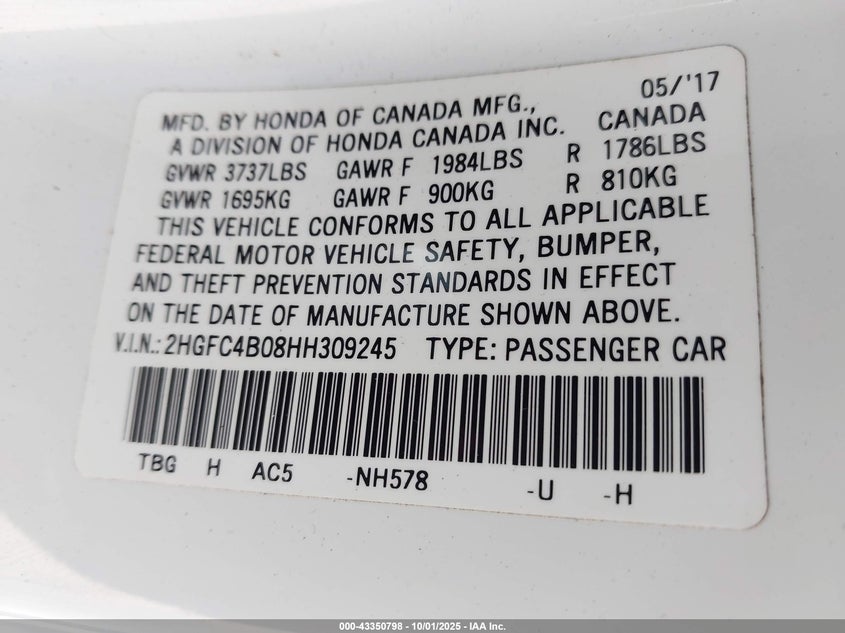 05/'17
MFD. BY HONDA OF CANADA MFG.,
A DIVISION OF HONDA CANADA INC. CANADA
GVWR 3737LBS GAWR F 1984LBS R 1786LBS
GVWR 1695KG GAWR F 900KG R 810KG
THIS VEHICLE CONFORMS TO ALL APPLICABLE
FEDERAL MOTOR VEHICLE SAFETY, BUMPER,
AND THEFT PREVENTION STANDARDS IN EFFECT
ON THE DATE OF MANUFACTURE SHOWN ABOVE.
V.I.N.: 2HGFC4B08HH309245 TYPE: PASSENGER CAR
TBG H AC5 -NH578 -U -H
000-43350798 - 10/01/2025 - IAA Inc.